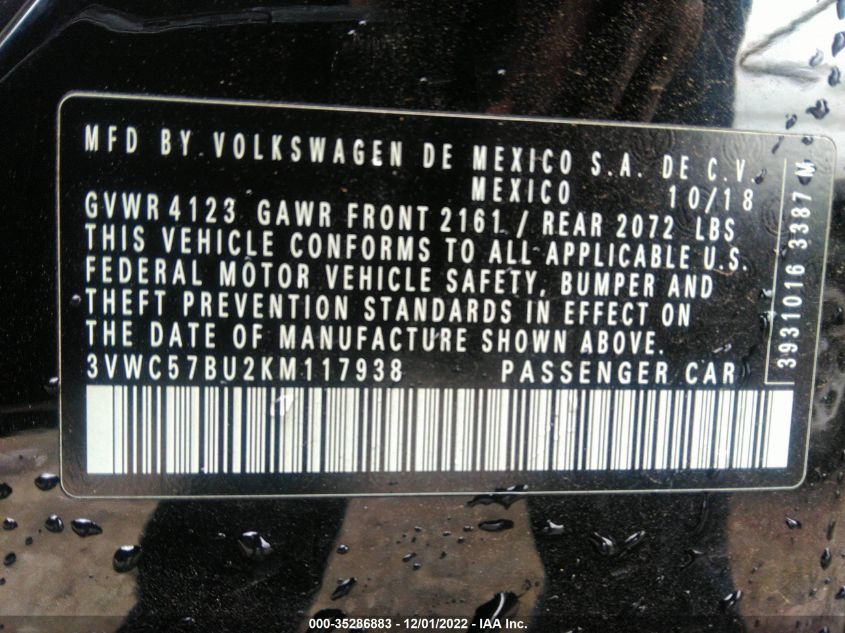 MFD BY VOLKSWAGEN DE MEXICO S.A. DE C.V.
MEXICO 10/18
GVWR 4123 GAWR FRONT 2161 / REAR 2072 LBS
THIS VEHICLE CONFORMS TO ALL APPLICABLE U.S.
FEDERAL MOTOR VEHICLE SAFETY, BUMPER AND
THEFT PREVENTION STANDARDS IN EFFECT ON
THE DATE OF MANUFACTURE SHOWN ABOVE.
3VWC57BU2KM117938 PASSENGER CAR
3931016 3387 M
000-35286883 - 12/01/2022 - IAA Inc.